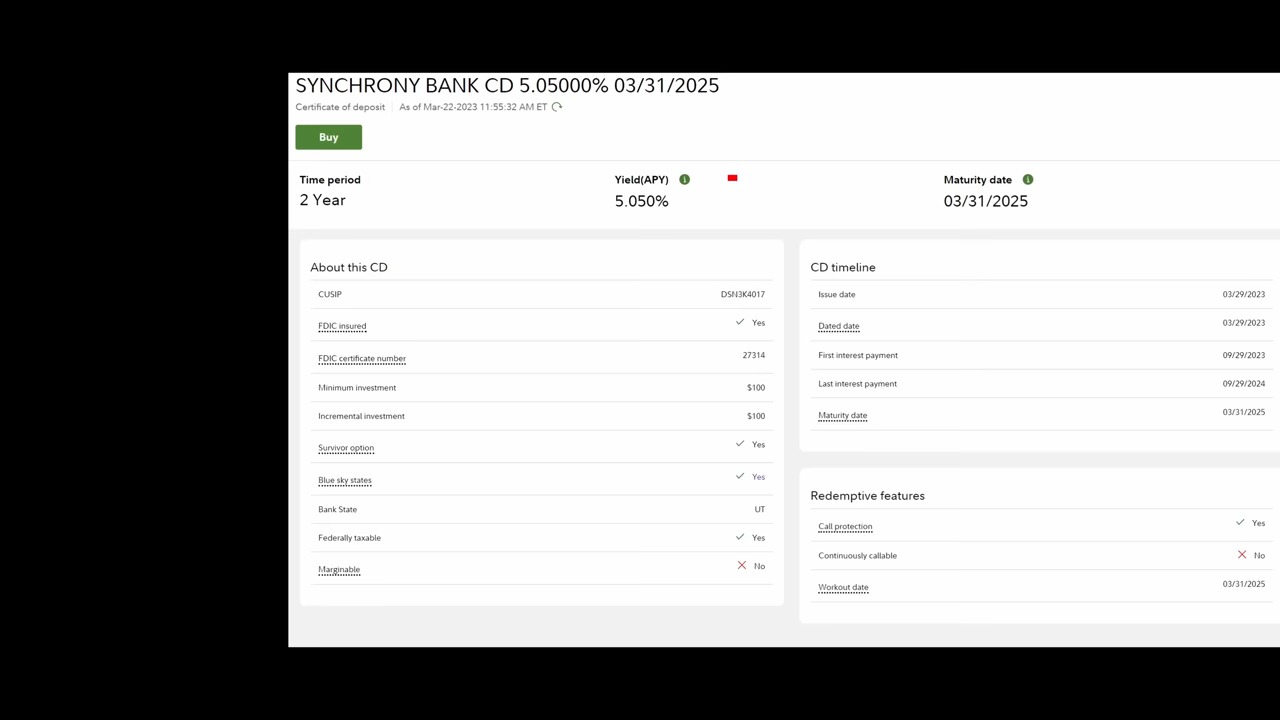 SYNCHRONY BANK CD 5.05000% 03/31/2025
Certificate of deposit As of Mar-22-2023 11:55:32 AM ET
Buy
Time period
2 Year
Yield(APY)
5.050%
Maturity date
03/31/2025
About this CD
CUSIP DSN3K4017
FDIC insured Yes
FDIC certificate number 27314
Minimum investment $100
Incremental investment $100
Survivor option Yes
Blue sky states Yes
Bank State UT
Federally taxable Yes
Marginable No
CD timeline
Issue date 03/29/2023
Dated date 03/29/2023
First interest payment 09/29/2023
Last interest payment 09/29/2024
Maturity date 03/31/2025
Redemptive features
Call protection Yes
Continuously callable No
Workout date 03/31/2025